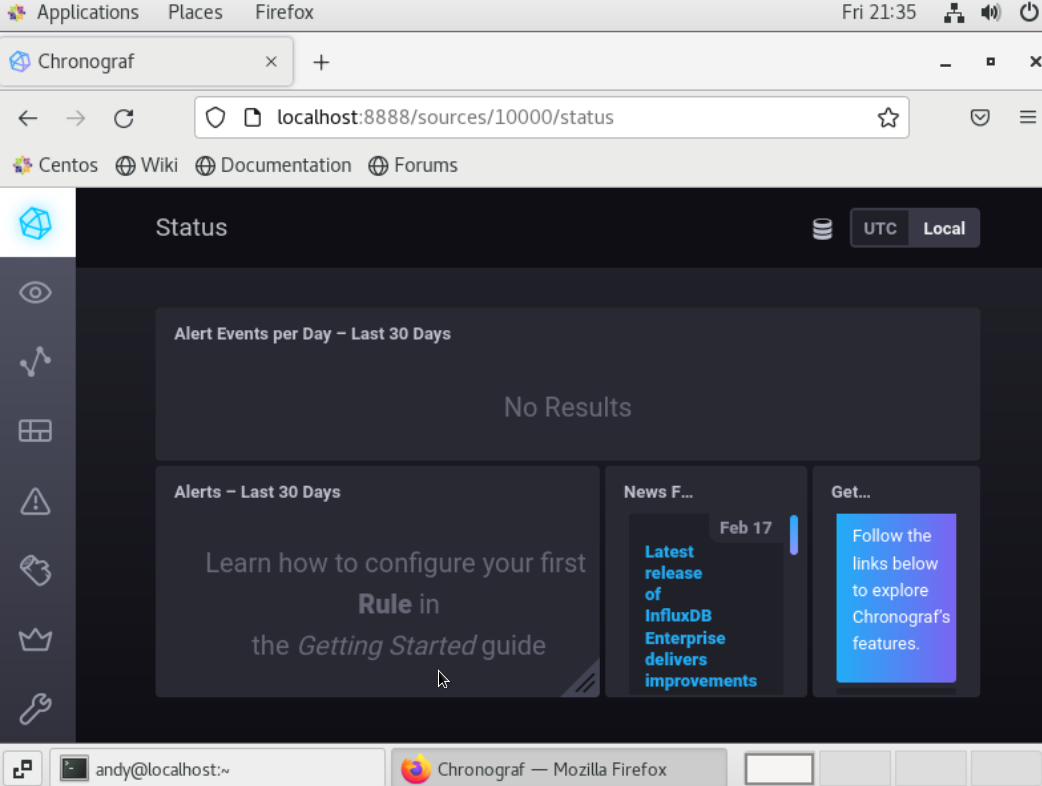 Applications Places Firefox Fri 21:35
Chronograf
localhost:8888/sources/10000/status
Centos Wiki Documentation Forums
Status UTC Local
Alert Events per Day – Last 30 Days
No Results
Alerts – Last 30 Days
Learn how to configure your first
Rule in
the Getting Started guide
News F...
Feb 17
Latest
release
of
InfluxDB
Enterprise
delivers
improvements
Get...
Follow the
links below
to explore
Chronograf's
features.
andy@localhost:~ Chronograf — Mozilla Firefox